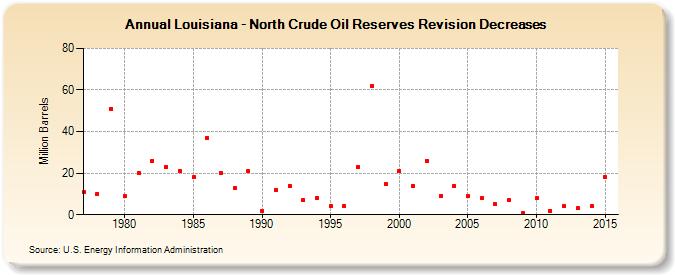 Annual Louisiana - North Crude Oil Reserves Revision Decreases
Million Barrels
80
60
40
20
0
1980 1985 1990 1995 2000 2005 2010 2015
Source: U.S. Energy Information Administration